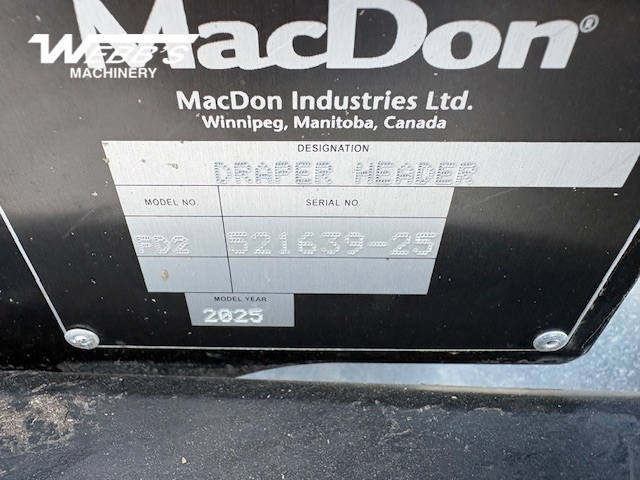 WEBB'S
MACHINERY
MacDon®
MacDon Industries Ltd.
Winnipeg, Manitoba, Canada
DESIGNATION
DRAPER HEADER
MODEL NO. SERIAL NO.
FD2 521639-25
MODEL YEAR
2025